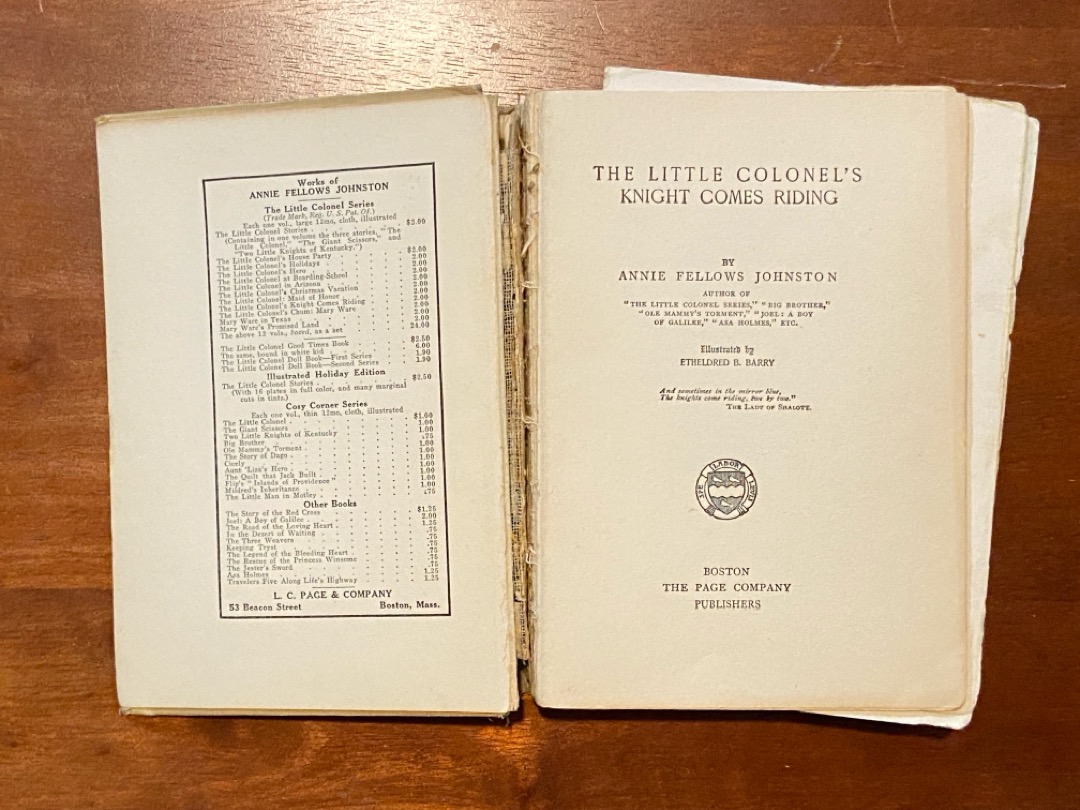 Works of
ANNIE FELLOWS JOHNSTON
The Little Colonel Series
(Trade Mark, Reg. U. S. Pat. Of.)
Each one vol., large 12mo, cloth, illustrated
The Little Colonel Stories . . . . . . $2.00
(Containing in one volume the three stories, "The
Little Colonel," "The Giant Scissors," and
"Two Little Knights of Kentucky.")
The Little Colonel's House Party . . . . . $2.00
The Little Colonel's Holidays . . . . . 2.00
The Little Colonel's Hero . . . . . 2.00
The Little Colonel at Boarding-School . . . . 2.00
The Little Colonel in Arizona . . . . . 2.00
The Little Colonel's Christmas Vacation . . . . 2.00
The Little Colonel: Maid of Honor . . . . 2.00
The Little Colonel's Knight Comes Riding . . . 2.00
The Little Colonel's Chum: Mary Ware . . . . 2.00
Mary Ware in Texas . . . . . 2.00
Mary Ware's Promised Land . . . . . 2.00
The above 12 vols., boxed, as a set . . . . 24.00
The Little Colonel Good Times Book . . . . $2.50
The same, bound in white kid . . . . 6.00
The Little Colonel Doll Book—First Series . . . 1.90
The Little Colonel Doll Book—Second Series . . . 1.90
Illustrated Holiday Edition
The Little Colonel Stories . . . . . $2.50
(With 16 plates in full color, and many marginal
cuts in tints.)
Cosy Corner Series
Each one vol., thin 12mo, cloth, illustrated
The Little Colonel . . . . . $1.00
The Giant Scissors . . . . . 1.00
Two Little Knights of Kentucky . . . . 1.00
Big Brother . . . . . .75
Ole Mammy's Torment . . . . . 1.00
The Story of Dago . . . . . 1.00
Cicely . . . . . 1.00
Aunt 'Liza's Hero . . . . . 1.00
The Quilt that Jack Built . . . . . 1.00
Flip's "Islands of Providence" . . . . 1.00
Mildred's Inheritance . . . . . 1.00
The Little Man in Motley . . . . . .75
Other Books
The Story of the Red Cross . . . . . $1.25
Joel: A Boy of Galilee . . . . . 2.00
The Road of the Loving Heart . . . . . 1.25
In the Desert of Waiting . . . . . .75
The Three Weavers . . . . . .75
Keeping Tryst . . . . . .75
The Legend of the Bleeding Heart . . . . .75
The Rescue of the Princess Winsome . . . . .75
The Jester's Sword . . . . . .75
Asa Holmes . . . . . 1.25
Travelers Five Along Life's Highway . . . . 1.25
L. C. PAGE & COMPANY
53 Beacon Street Boston, Mass.
THE LITTLE COLONEL'S
KNIGHT COMES RIDING
BY
ANNIE FELLOWS JOHNSTON
AUTHOR OF
"THE LITTLE COLONEL SERIES," "BIG BROTHER,"
"OLE MAMMY'S TORMENT," "JOEL: A BOY
OF GALILEE," "ASA HOLMES," ETC.
Illustrated by
ETHELDRED B. BARRY
And sometimes in the mirror blue,
The knights come riding, two by two."
THE LADY OF SHALOTT.
SPE LABOR LEVIS
BOSTON
THE PAGE COMPANY
PUBLISHERS